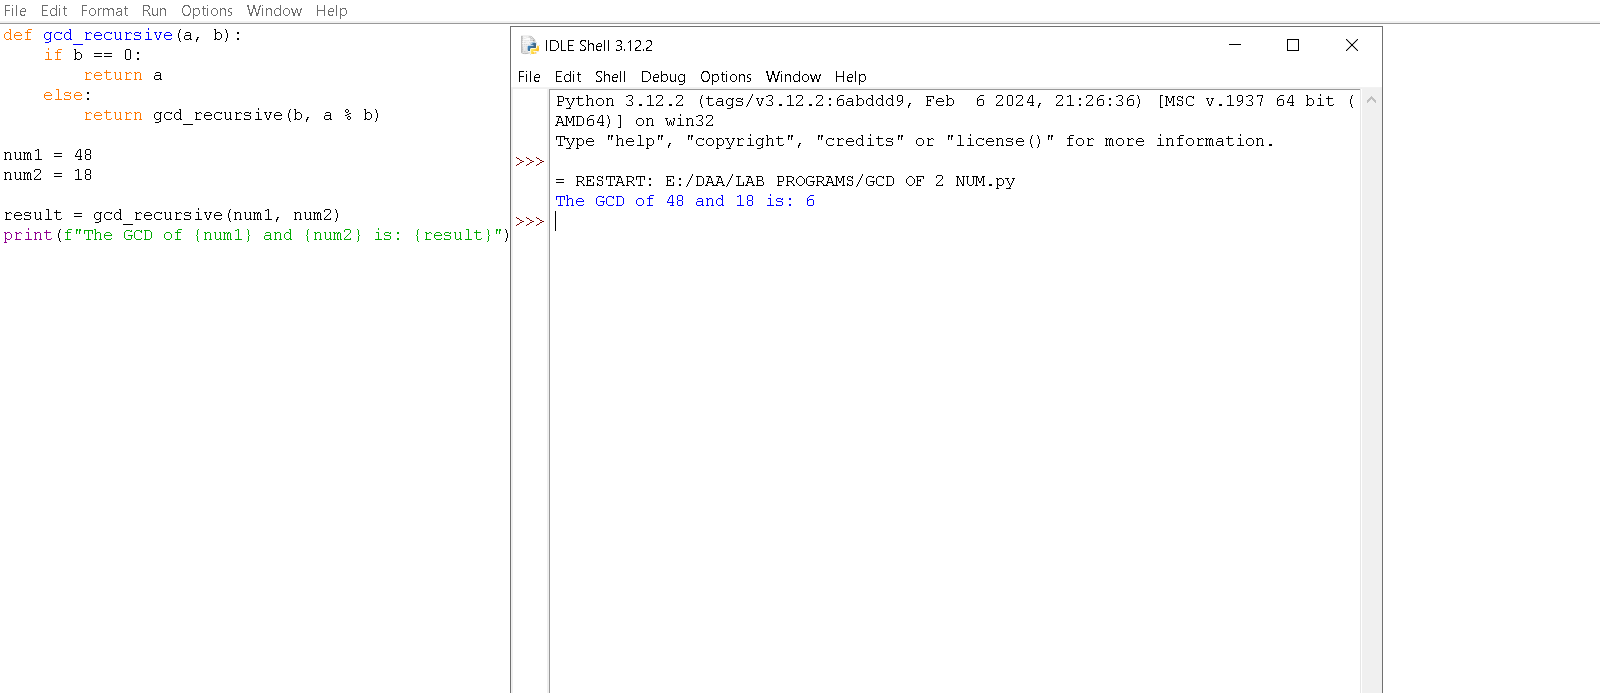 File Edit Format Run Options Window Help
def gcd_recursive(a, b):
    if b == 0:
        return a
    else:
        return gcd_recursive(b, a % b)
num1 = 48
num2 = 18
result = gcd_recursive(num1, num2)
print(f"The GCD of {num1} and {num2} is: {result}")
IDLE Shell 3.12.2
File Edit Shell Debug Options Window Help
Python 3.12.2 (tags/v3.12.2:6abddd9, Feb  6 2024, 21:26:36) [MSC v.1937 64 bit (
AMD64)] on win32
Type "help", "copyright", "credits" or "license()" for more information.
>>>
= RESTART: E:/DAA/LAB PROGRAMS/GCD OF 2 NUM.py
The GCD of 48 and 18 is: 6
>>>